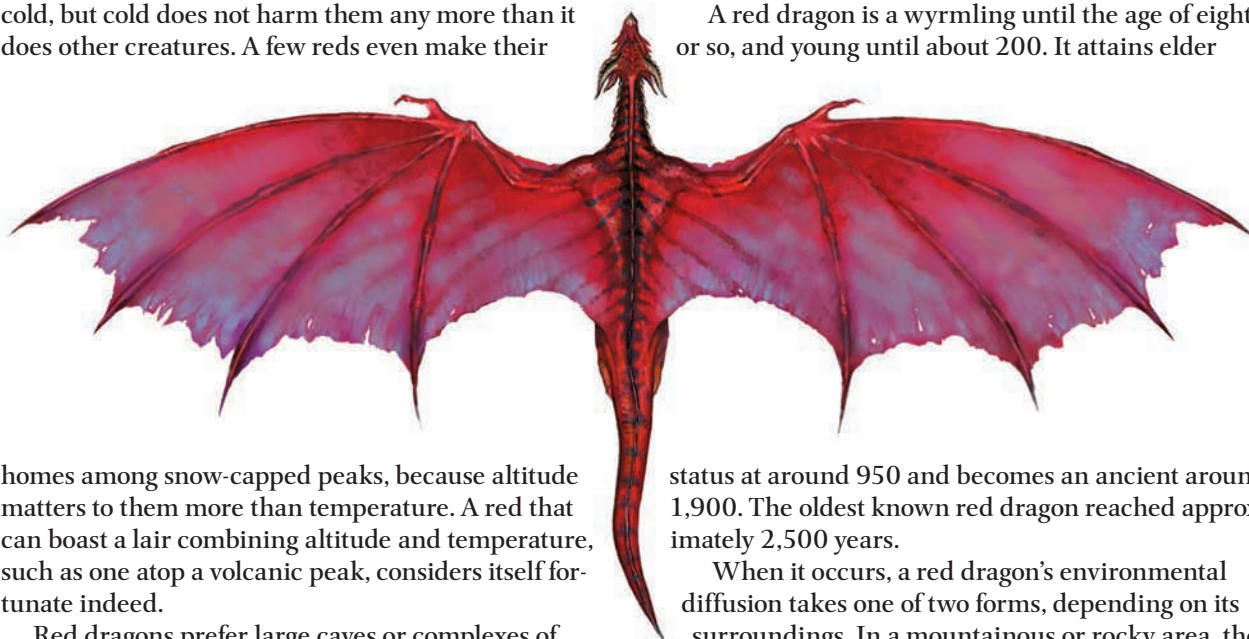 cold, but cold does not harm them any more than it
does other creatures. A few reds even make their
homes among snow-capped peaks, because altitude
matters to them more than temperature. A red that
can boast a lair combining altitude and temperature,
such as one atop a volcanic peak, considers itself for-
tunate indeed.
Red dragons prefer large caves or complexes of
A red dragon is a wyrmling until the age of eight
or so, and young until about 200. It attains elder
status at around 950 and becomes an ancient aroun
1,900. The oldest known red dragon reached approx
imately 2,500 years.
When it occurs, a red dragon's environmental
diffusion takes one of two forms, depending on its
surroundings. In a mountainous or rocky area, the